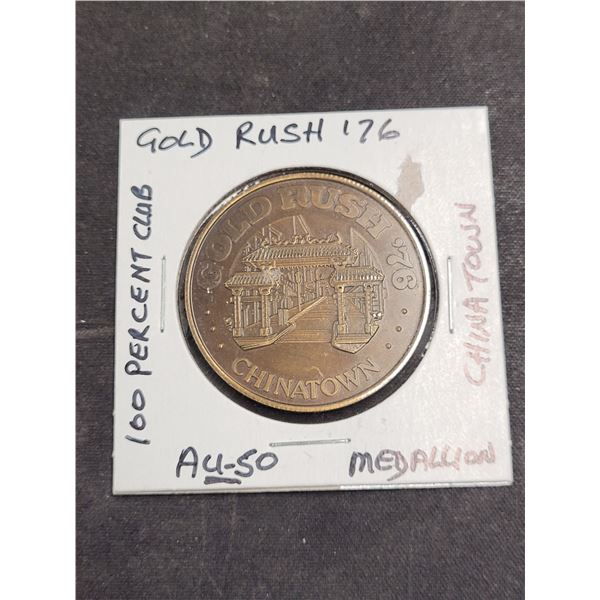 GOLD RUSH '76
100 PERCENT CLUB
GOLD RUSH '76
CHINATOWN
CHINATOWN
AU-50
MEDALLION